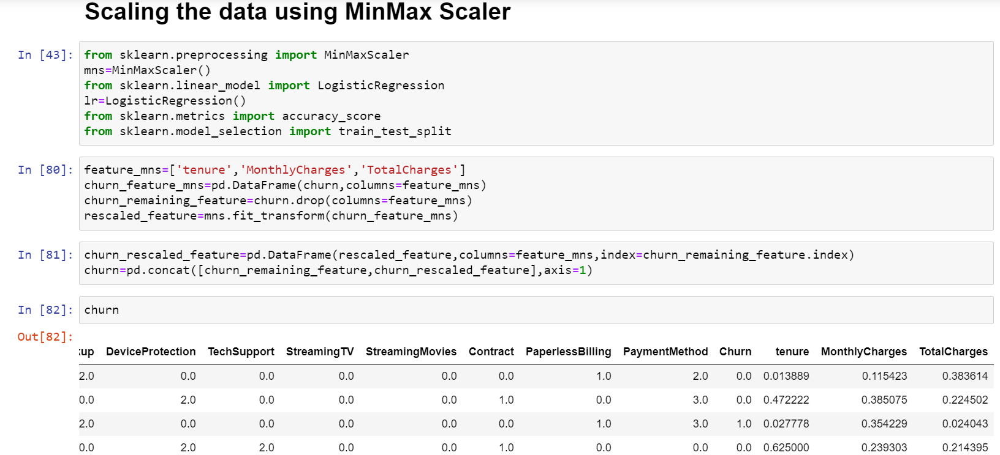 Scaling the data using MinMax Scaler
In [43]:
from sklearn.preprocessing import MinMaxScaler
mns=MinMaxScaler()
from sklearn.linear_model import LogisticRegression
lr=LogisticRegression()
from sklearn.metrics import accuracy_score
from sklearn.model_selection import train_test_split
In [80]:
feature_mns=['tenure','MonthlyCharges','TotalCharges']
churn_feature_mns=pd.DataFrame(churn,columns=feature_mns)
churn_remaining_feature=churn.drop(columns=feature_mns)
rescaled_feature=mns.fit_transform(churn_feature_mns)
In [81]:
churn_rescaled_feature=pd.DataFrame(rescaled_feature,columns=feature_mns,index=churn_remaining_feature.index)
churn=pd.concat([churn_remaining_feature,churn_rescaled_feature],axis=1)
In [82]:
churn
Out[82]:
kup DeviceProtection TechSupport StreamingTV StreamingMovies Contract PaperlessBilling PaymentMethod Churn tenure MonthlyCharges TotalCharges
2.0 0.0 0.0 0.0 0.0 0.0 1.0 2.0 0.0 0.013889 0.115423 0.383614
0.0 2.0 0.0 0.0 0.0 1.0 0.0 3.0 0.0 0.472222 0.385075 0.224502
2.0 0.0 0.0 0.0 0.0 0.0 1.0 3.0 1.0 0.027778 0.354229 0.024043
0.0 2.0 2.0 0.0 0.0 1.0 0.0 0.0 0.0 0.625000 0.239303 0.214395